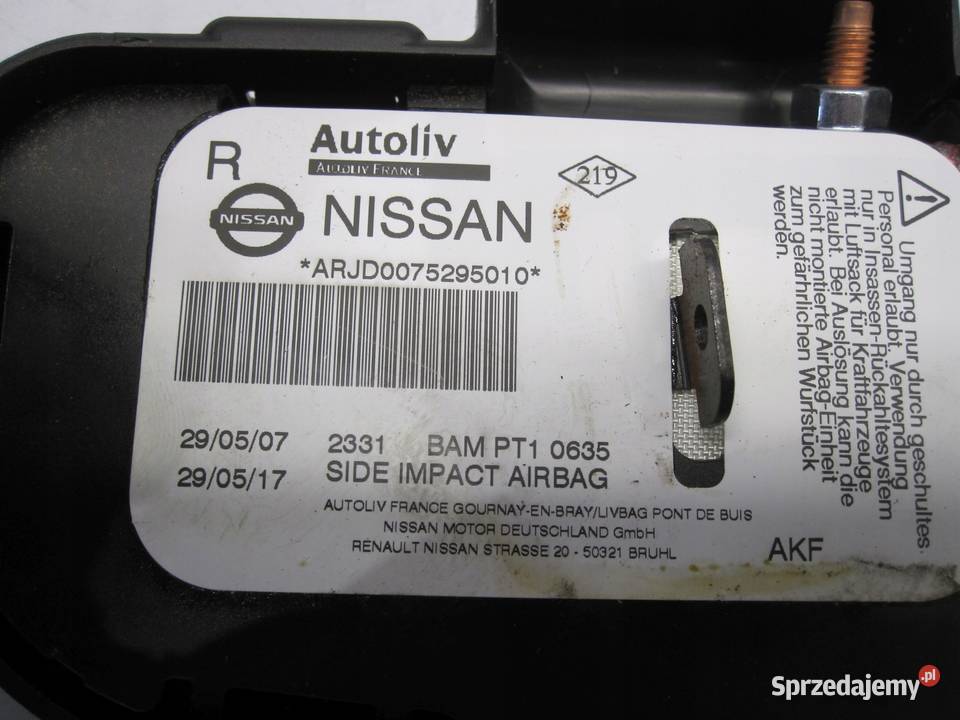 R
Autoliv
AUTOLIV FRANCE
219
NISSAN
NISSAN
*ARJD0075295010*
29/05/07 2331 BAM PT1 0635
29/05/17 SIDE IMPACT AIRBAG
AUTOLIV FRANCE GOURNAY-EN-BRAY/LIVBAG PONT DE BUIS
NISSAN MOTOR DEUTSCHLAND GmbH
RENAULT NISSAN STRASSE 20 - 50321 BRUHL
AKF
! Umgang nur durch geschultes
Personal erlaubt. Verwendung
nur in Insassen-Rückahltesystem
mit Luftsack für Kraftfahrzeuge
erlaubt. Bei Auslösung kann die
nicht montierte Airbag-Einheit
zum gefährlichen Wurfstück
werden.
Sprzedajemy.pl